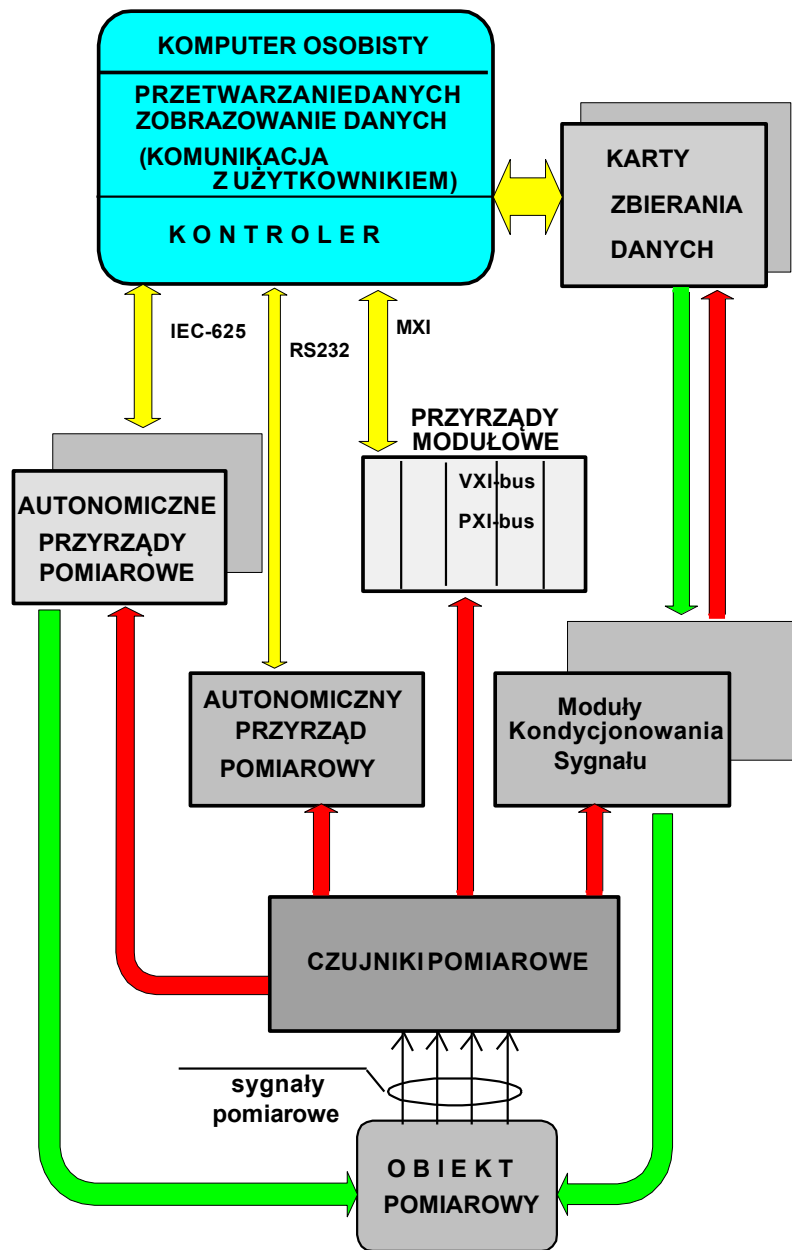 KOMPUTER OSOBISTY
PRZETWARZANIEDANYCH
ZOBRAZOWANIE DANYCH
(KOMUNIKACJA
Z UŻYTKOWNIKIEM)
K O N T R O L E R
KARTY
ZBIERANIA
DANYCH
IEC-625
RS232
MXI
PRZYRZĄDY
MODUŁOWE
VXI-bus
PXI-bus
AUTONOMICZNE
PRZYRZĄDY
POMIAROWE
AUTONOMICZNY
PRZYRZĄD
POMIAROWY
Moduły
Kondycjonowania
Sygnału
CZUJNIKI POMIAROWE
sygnały
pomiarowe
O B I E K T
POMIAROWY